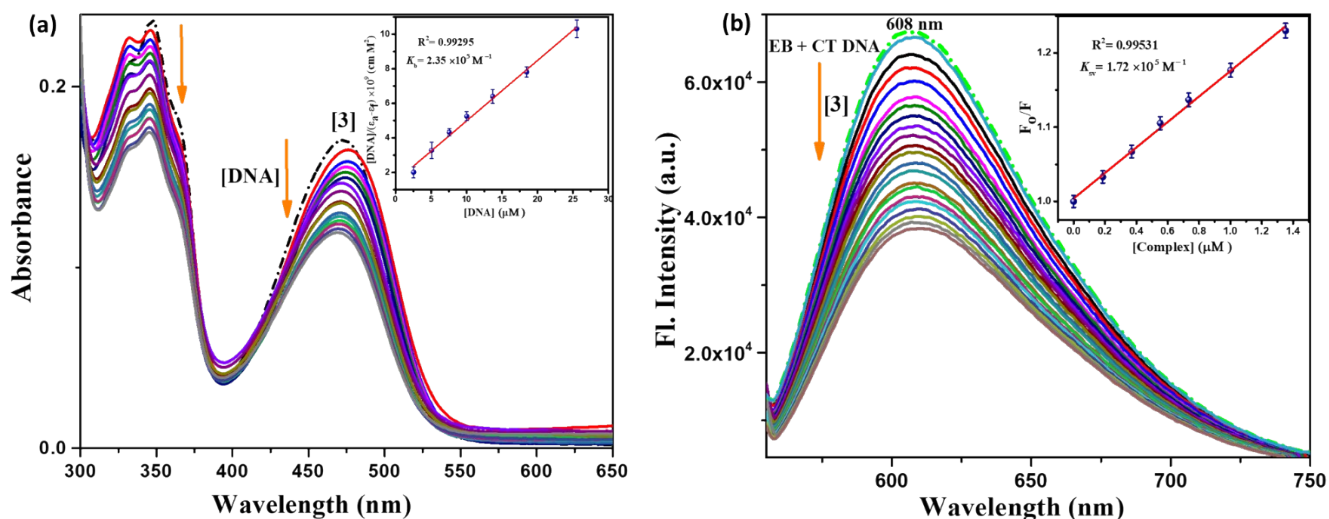 (a)
R² = 0.99295
K_b = 2.35 ×10⁵ M⁻¹
[DNA]/(ε_a-ε_f) ×10⁹ (cm M²)
10
8
6
4
2
0
0
5
10
15
20
25
30
[DNA] (μM)
[3]
[DNA]
0.2
0.0
Absorbance
300
350
400
450
500
550
600
650
Wavelength (nm)
(b)
608 nm
EB + CT DNA
[3]
R² = 0.99531
K_sv = 1.72 ×10⁵ M⁻¹
F₀/F
1.2
1.1
1.0
0.0
0.2
0.4
0.6
0.8
1.0
1.2
1.4
[Complex] (μM)
6.0x10⁴
4.0x10⁴
2.0x10⁴
Fl. Intensity (a.u.)
600
650
700
750
Wavelength (nm)